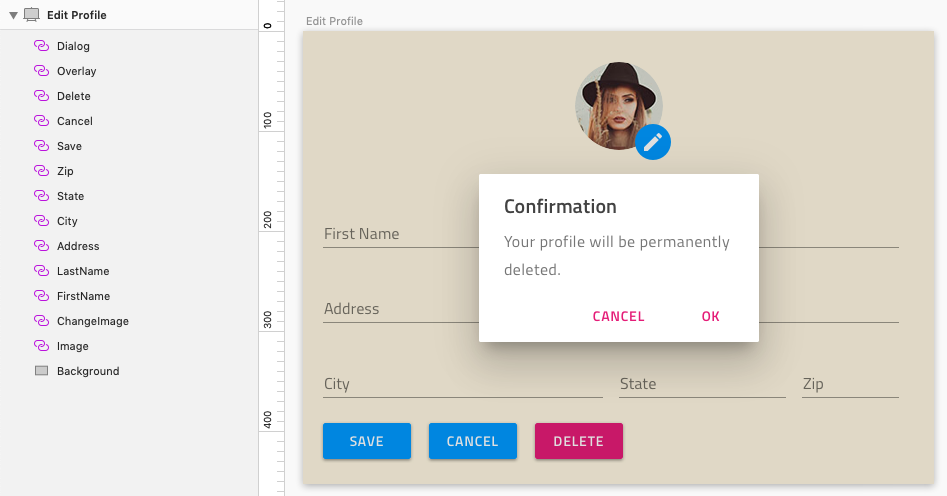 Edit Profile
Dialog
Overlay
Delete
Cancel
Save
Zip
State
City
Address
LastName
FirstName
ChangeImage
Image
Background
0
100
200
300
400
Edit Profile
Confirmation
Your profile will be permanently
deleted.
CANCEL OK
First Name
Address
City State Zip
SAVE CANCEL DELETE